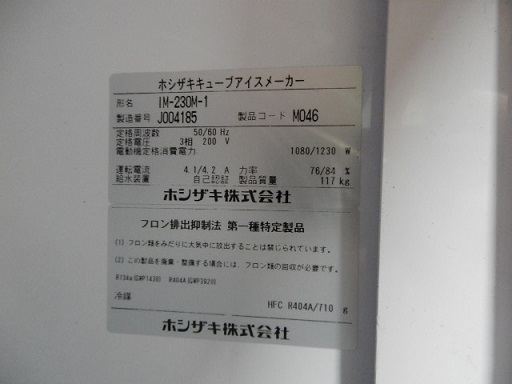 ホシザキキューブアイスメーカー
形名 IM-230M-1
製造番号 J004185 製品コード M046
定格周波数 50/60 Hz
定格電圧 3相 200 V
電動機定格消費電力 1080/1230 W
運転電流 4.1/4.2 A 力率 76/84 %
給水装置 自己認証 製品質量 117 kg
ホシザキ株式会社
フロン排出抑制法 第一種特定製品
(1) フロン類をみだりに大気中に放出することは禁じられています。
(2) この製品を廃棄・整備する場合には、フロン類の回収が必要です。
R134a(GWP1430) R404A(GWP3920)
冷媒 HFC R404A/710 g
ホシザキ株式会社